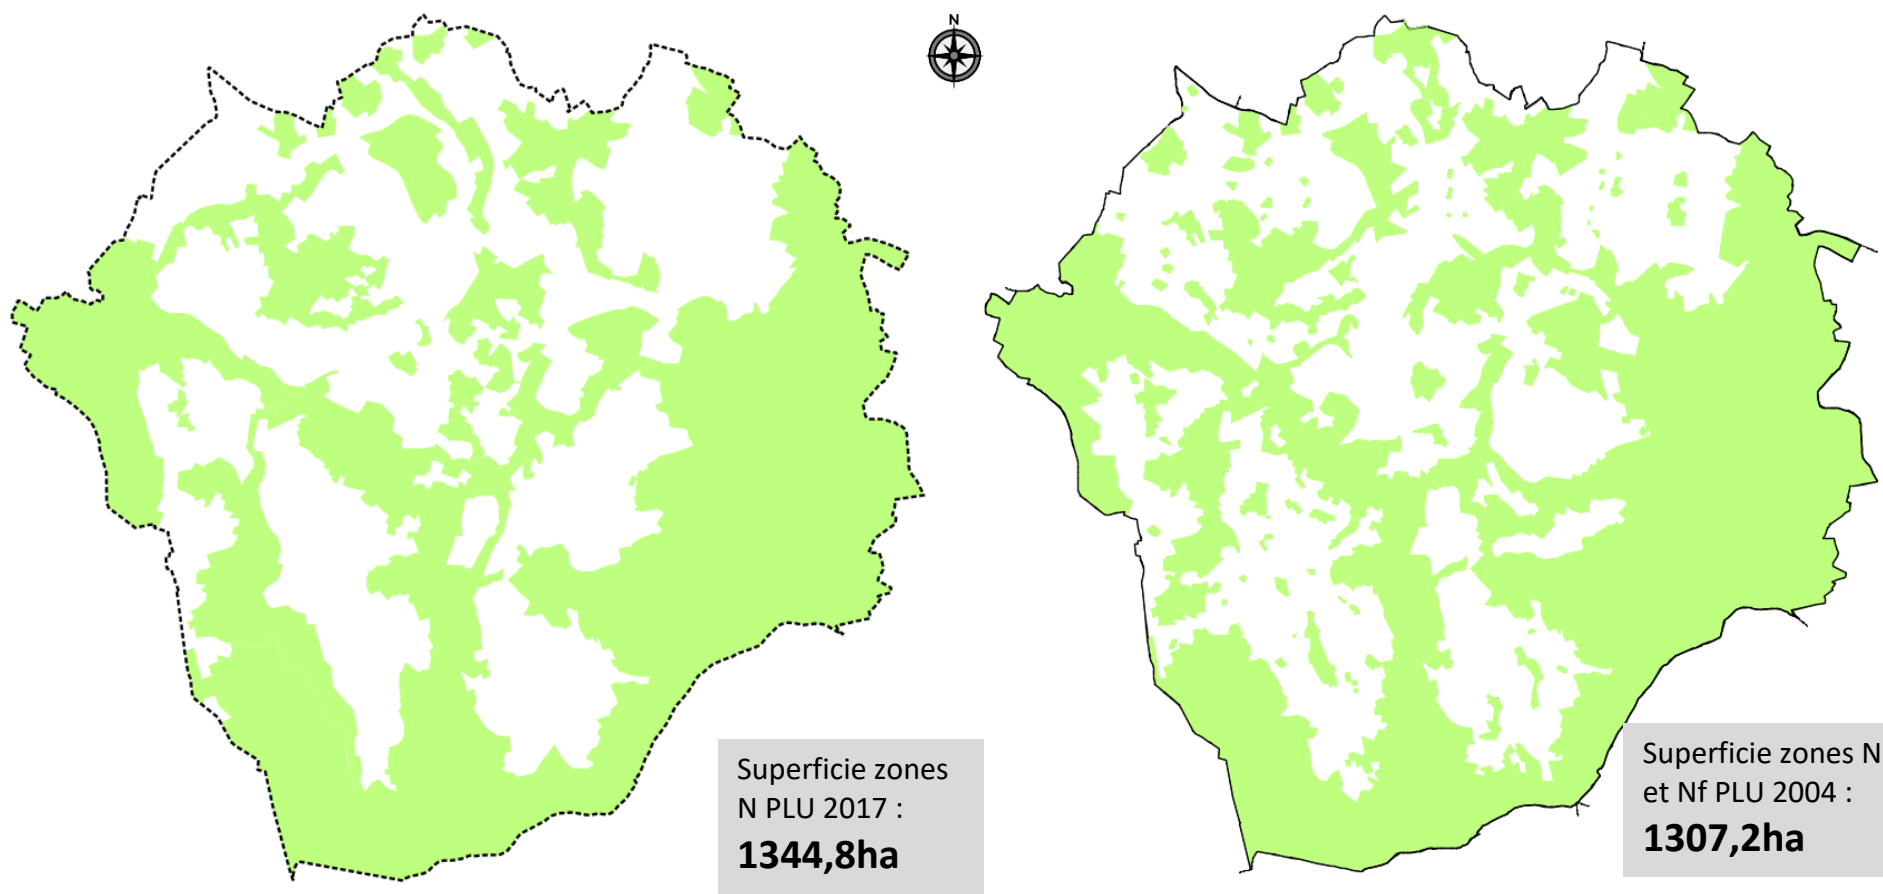 N
Superficie zones
N PLU 2017 :
1344,8ha
Superficie zones N
et Nf PLU 2004 :
1307,2ha